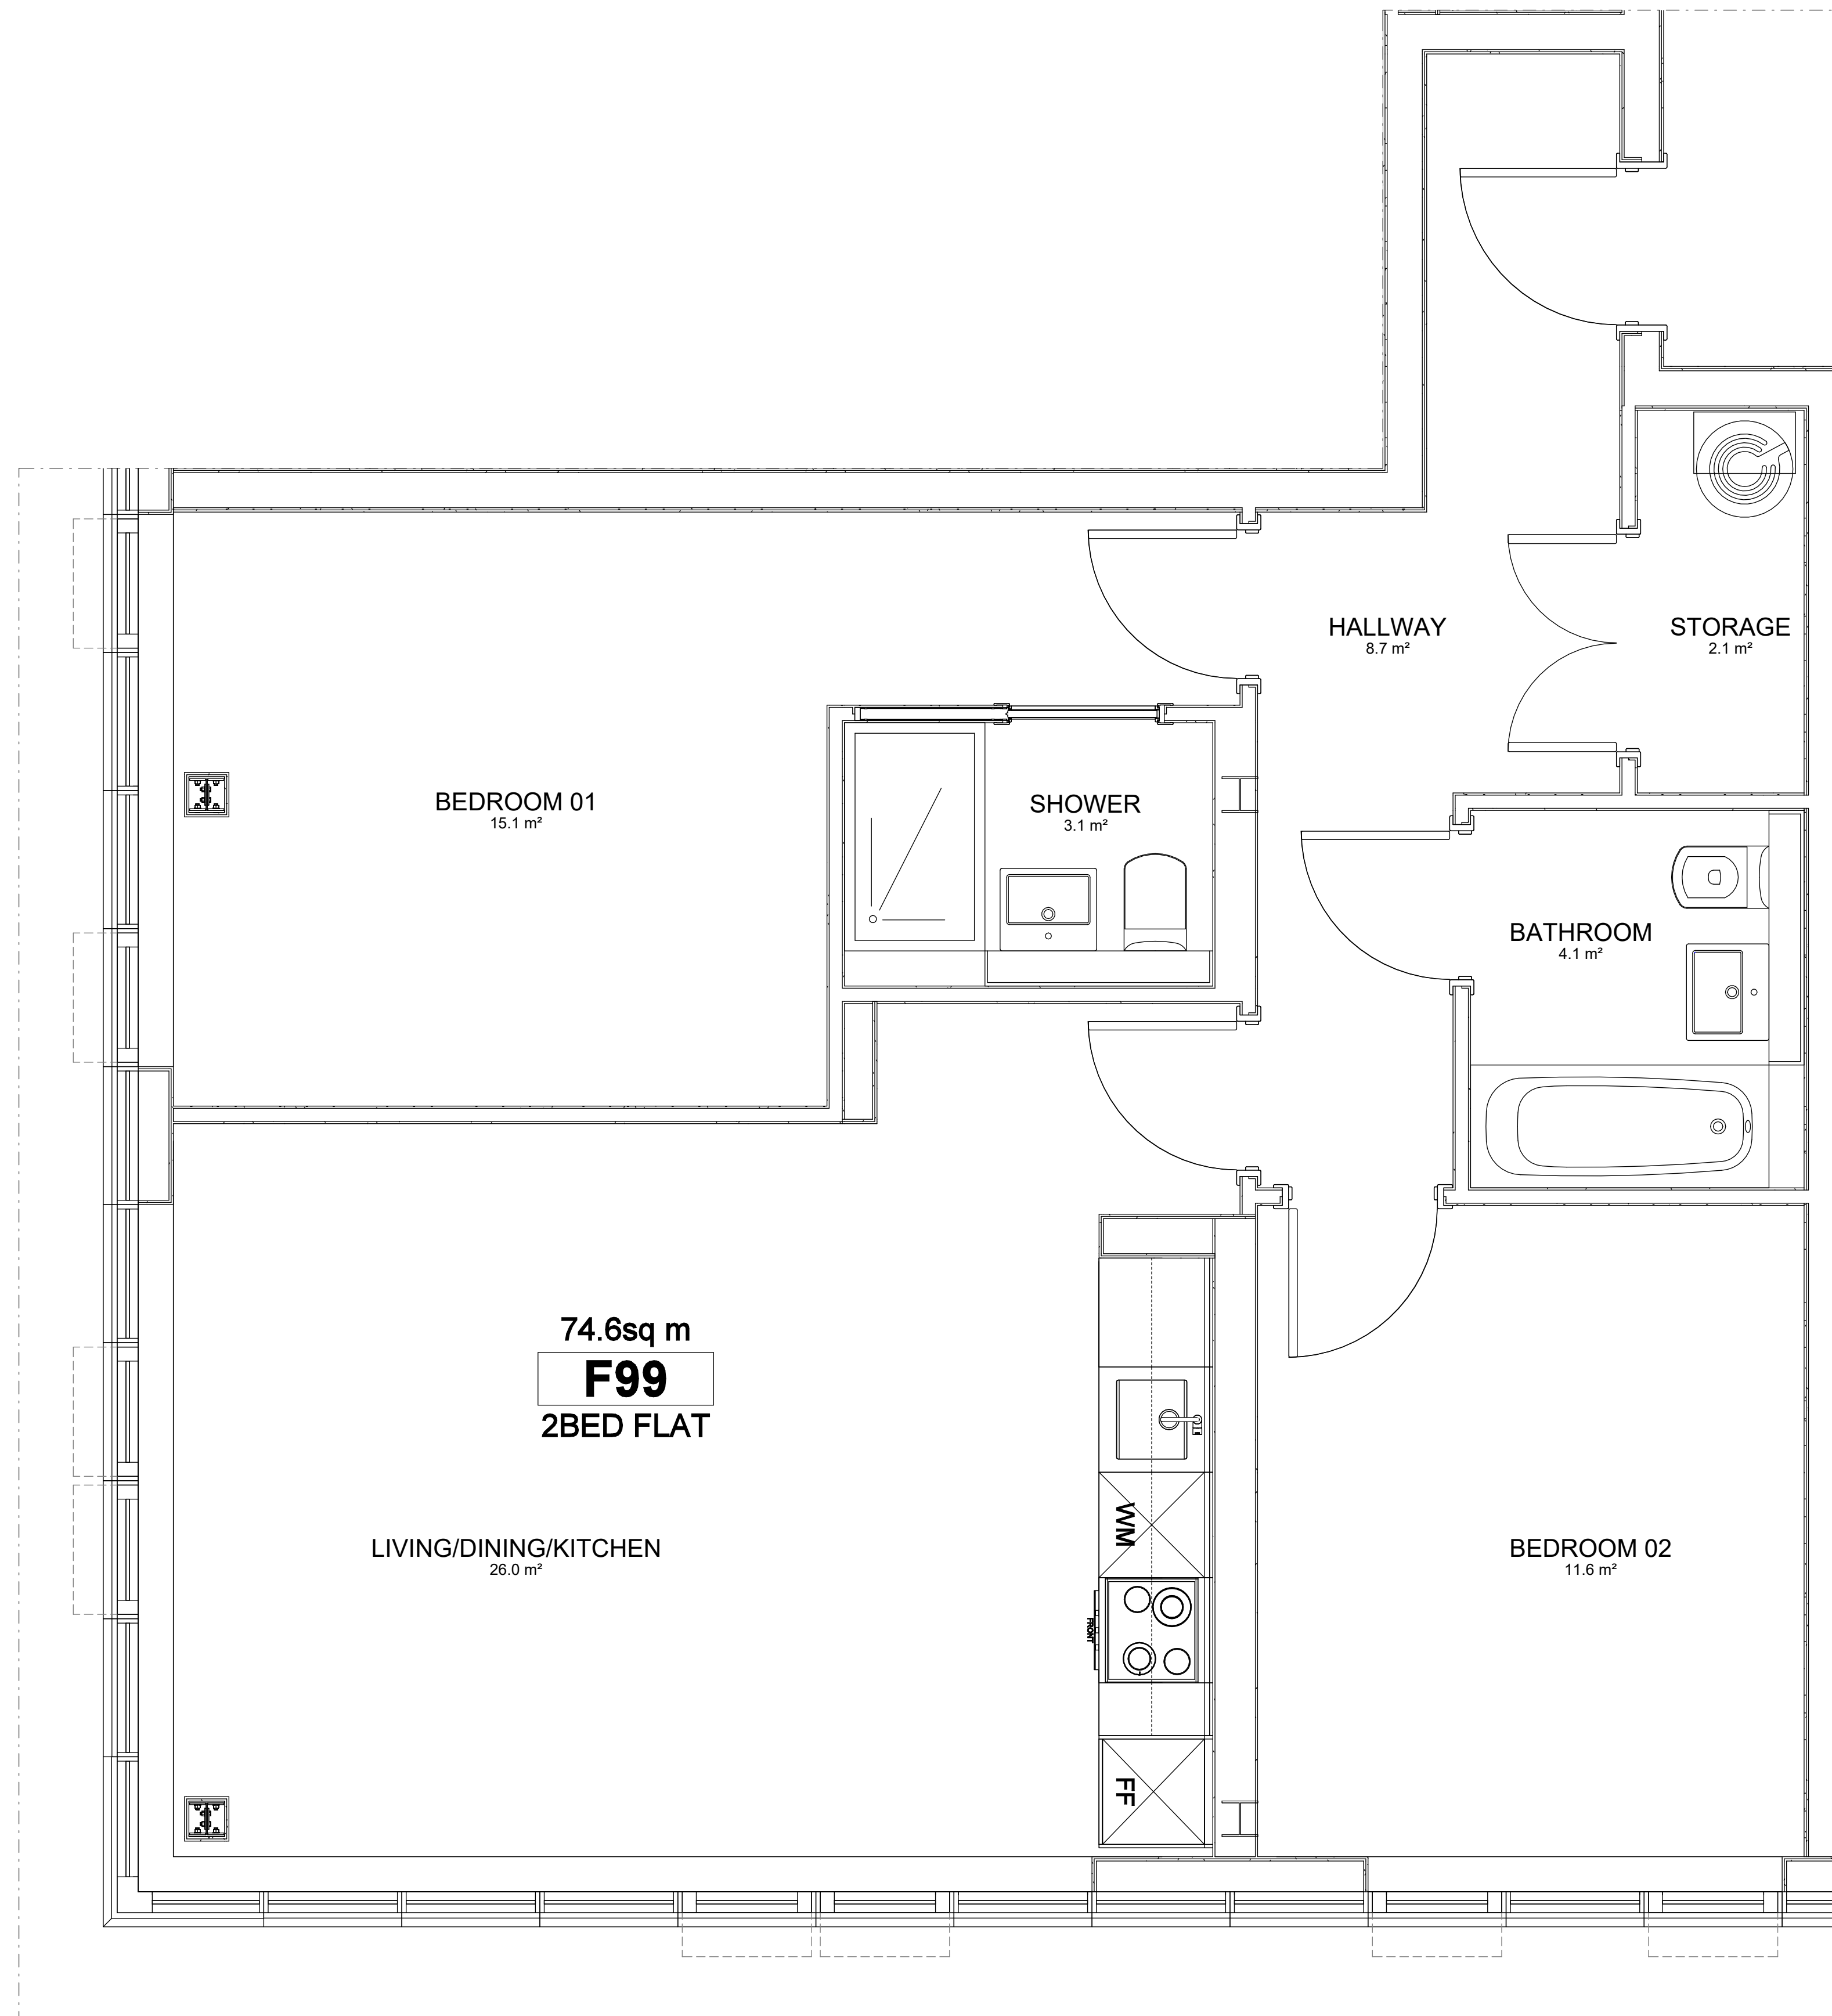 HALLWAY
8.7 m²
STORAGE
2.1 m²
BEDROOM 01
15.1 m²
SHOWER
3.1 m²
BATHROOM
4.1 m²
74.6sq m
F99
2BED FLAT
LIVING/DINING/KITCHEN
26.0 m²
WM
FRONT
FF
BEDROOM 02
11.6 m²